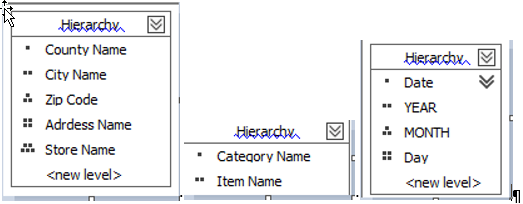 Hierarchy
County Name
City Name
Zip Code
Adrdess Name
Store Name
<new level>
Hierarchy
Category Name
Item Name
Hierarchy
Date
YEAR
MONTH
Day
<new level>
¶